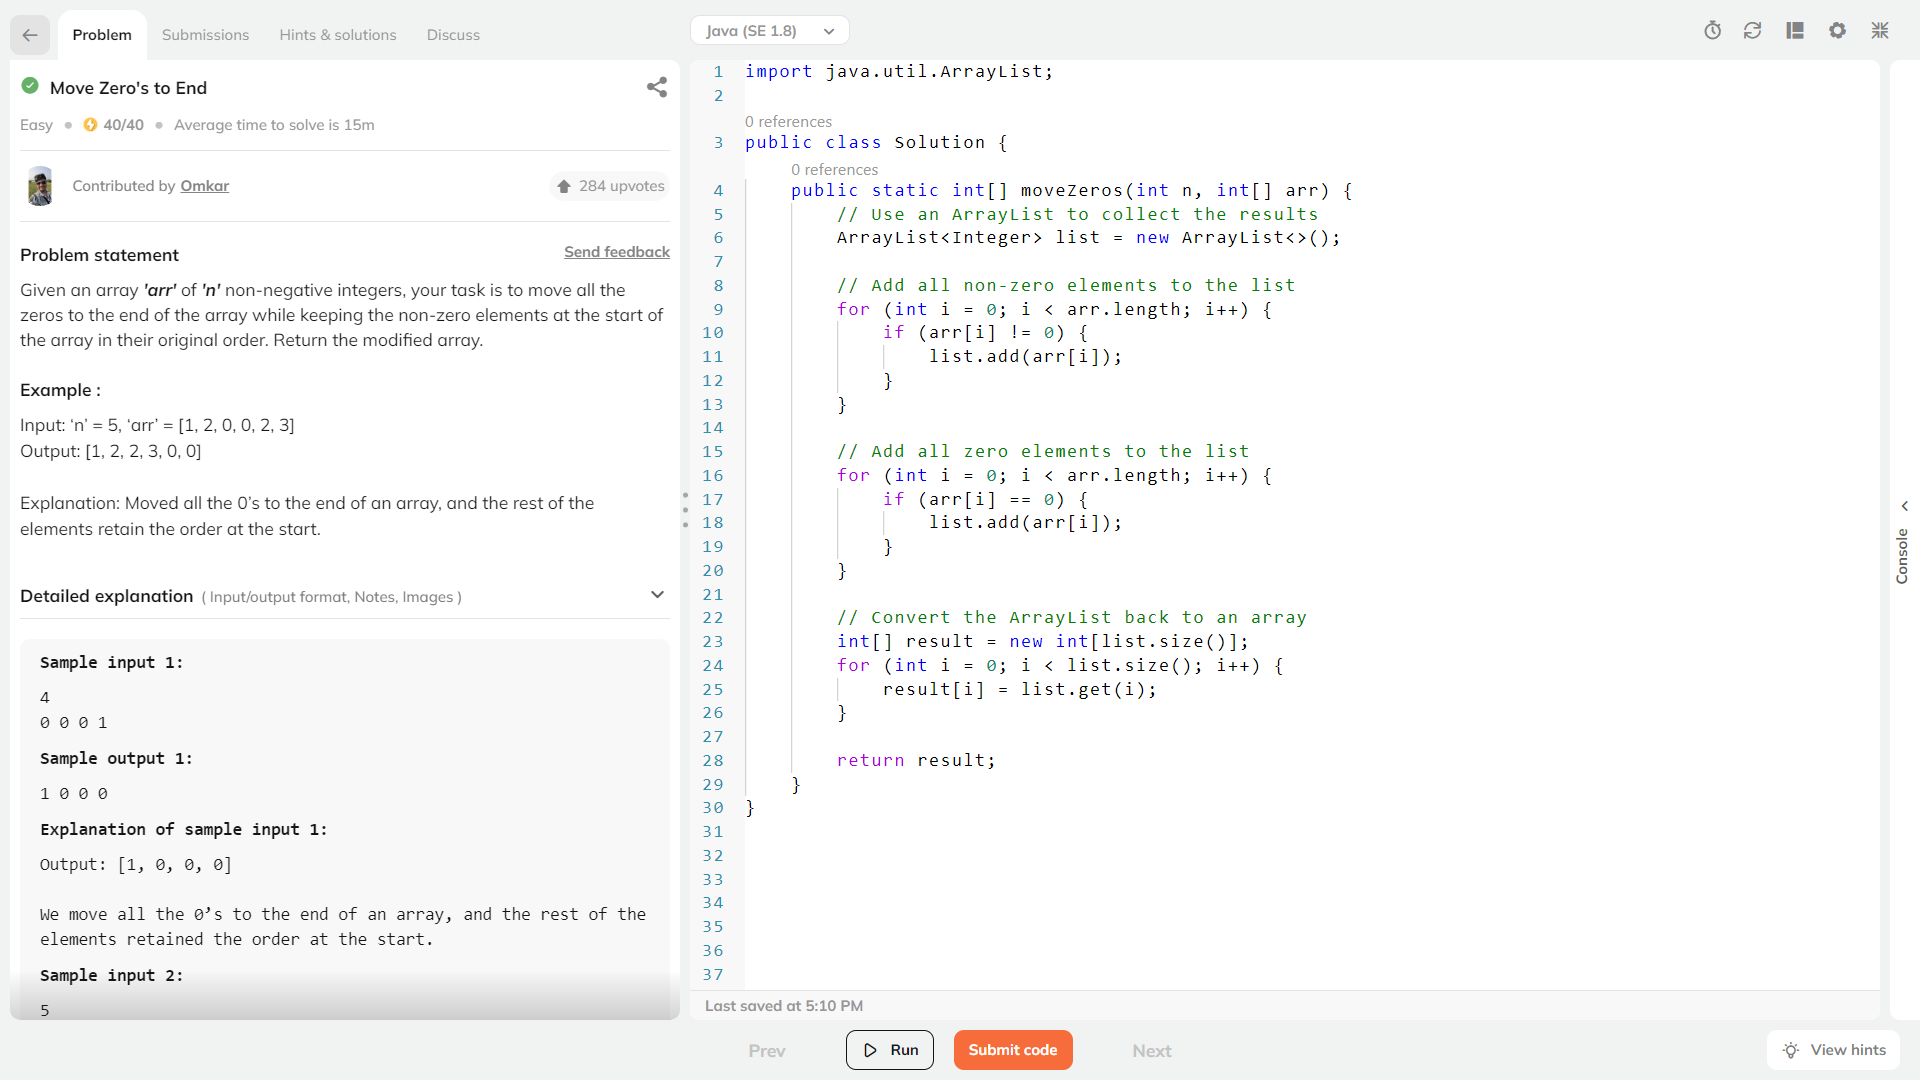 Problem
Submissions
Hints & solutions
Discuss
Java (SE 1.8)
Move Zero's to End
Easy
40/40
Average time to solve is 15m
Contributed by Omkar
284 upvotes
Problem statement
Send feedback
Given an array 'arr' of 'n' non-negative integers, your task is to move all the
zeros to the end of the array while keeping the non-zero elements at the start of
the array in their original order. Return the modified array.
Example :
Input: ‘n’ = 5, ‘arr’ = [1, 2, 0, 0, 2, 3]
Output: [1, 2, 2, 3, 0, 0]
Explanation: Moved all the 0’s to the end of an array, and the rest of the
elements retain the order at the start.
Detailed explanation ( Input/output format, Notes, Images )
Sample input 1:
4
0 0 0 1
Sample output 1:
1 0 0 0
Explanation of sample input 1:
Output: [1, 0, 0, 0]
We move all the 0’s to the end of an array, and the rest of the
elements retained the order at the start.
Sample input 2:
5
1 import java.util.ArrayList;
2
0 references
3 public class Solution {
0 references
4 public static int[] moveZeros(int n, int[] arr) {
5 // Use an ArrayList to collect the results
6 ArrayList<Integer> list = new ArrayList<>();
7
8 // Add all non-zero elements to the list
9 for (int i = 0; i < arr.length; i++) {
10 if (arr[i] != 0) {
11 list.add(arr[i]);
12 }
13 }
14
15 // Add all zero elements to the list
16 for (int i = 0; i < arr.length; i++) {
17 if (arr[i] == 0) {
18 list.add(arr[i]);
19 }
20 }
21
22 // Convert the ArrayList back to an array
23 int[] result = new int[list.size()];
24 for (int i = 0; i < list.size(); i++) {
25 result[i] = list.get(i);
26 }
27
28 return result;
29 }
30 }
31
32
33
34
35
36
37
Last saved at 5:10 PM
Console
Prev
Run
Submit code
Next
View hints